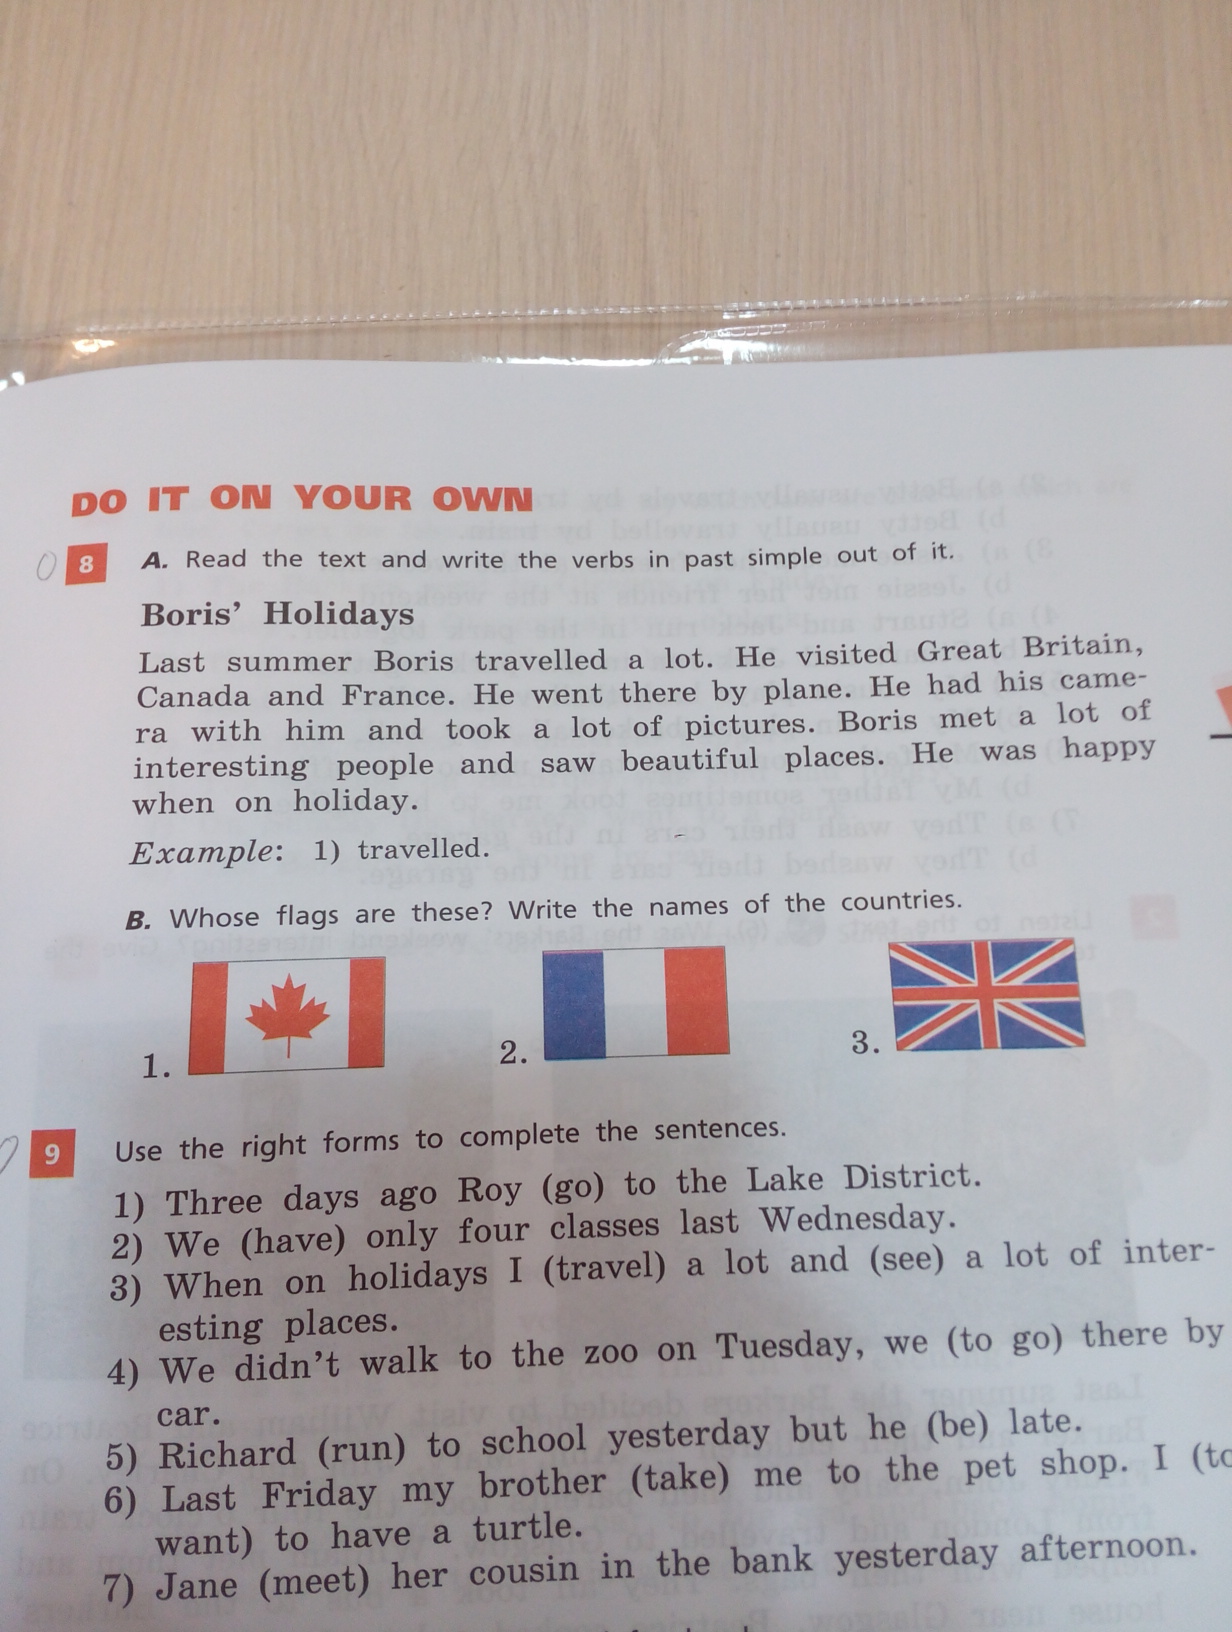 DO IT ON YOUR OWN
8 A. Read the text and write the verbs in past simple out of it.
Boris’ Holidays
Last summer Boris travelled a lot. He visited Great Britain,
Canada and France. He went there by plane. He had his came-
ra with him and took a lot of pictures. Boris met a lot of
interesting people and saw beautiful places. He was happy
when on holiday.
Example: 1) travelled.
B. Whose flags are these? Write the names of the countries.
1. 2. 3.
9 Use the right forms to complete the sentences.
1) Three days ago Roy (go) to the Lake District.
2) We (have) only four classes last Wednesday.
3) When on holidays I (travel) a lot and (see) a lot of inter-
esting places.
4) We didn’t walk to the zoo on Tuesday, we (to go) there by
car.
5) Richard (run) to school yesterday but he (be) late.
6) Last Friday my brother (take) me to the pet shop. I (to
want) to have a turtle.
7) Jane (meet) her cousin in the bank yesterday afternoon.